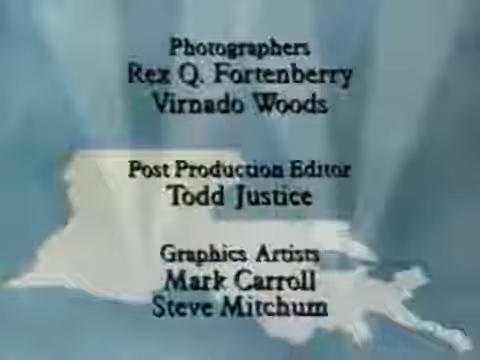 Photographers
Rex Q. Fortenberry
Virnado Woods
Post Production Editor
Todd Justice
Graphics Artists
Mark Carroll
Steve Mitchum